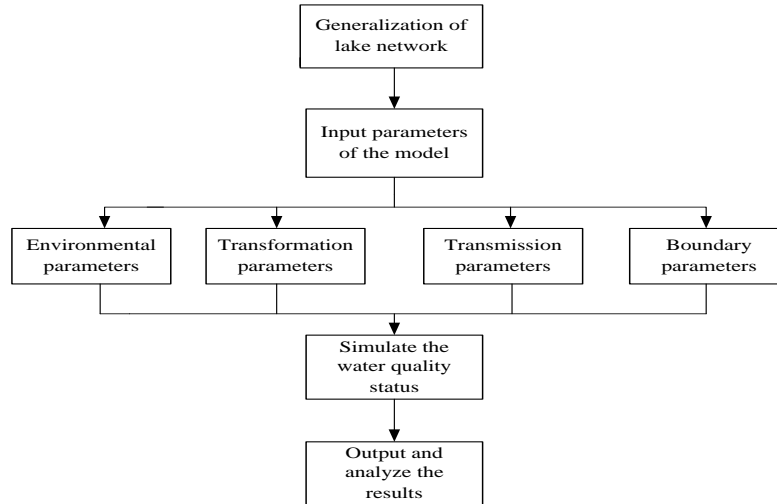 Generalization of
lake network
Input parameters
of the model
Environmental
parameters
Transformation
parameters
Transmission
parameters
Boundary
parameters
Simulate the
water quality
status
Output and
analyze the
results